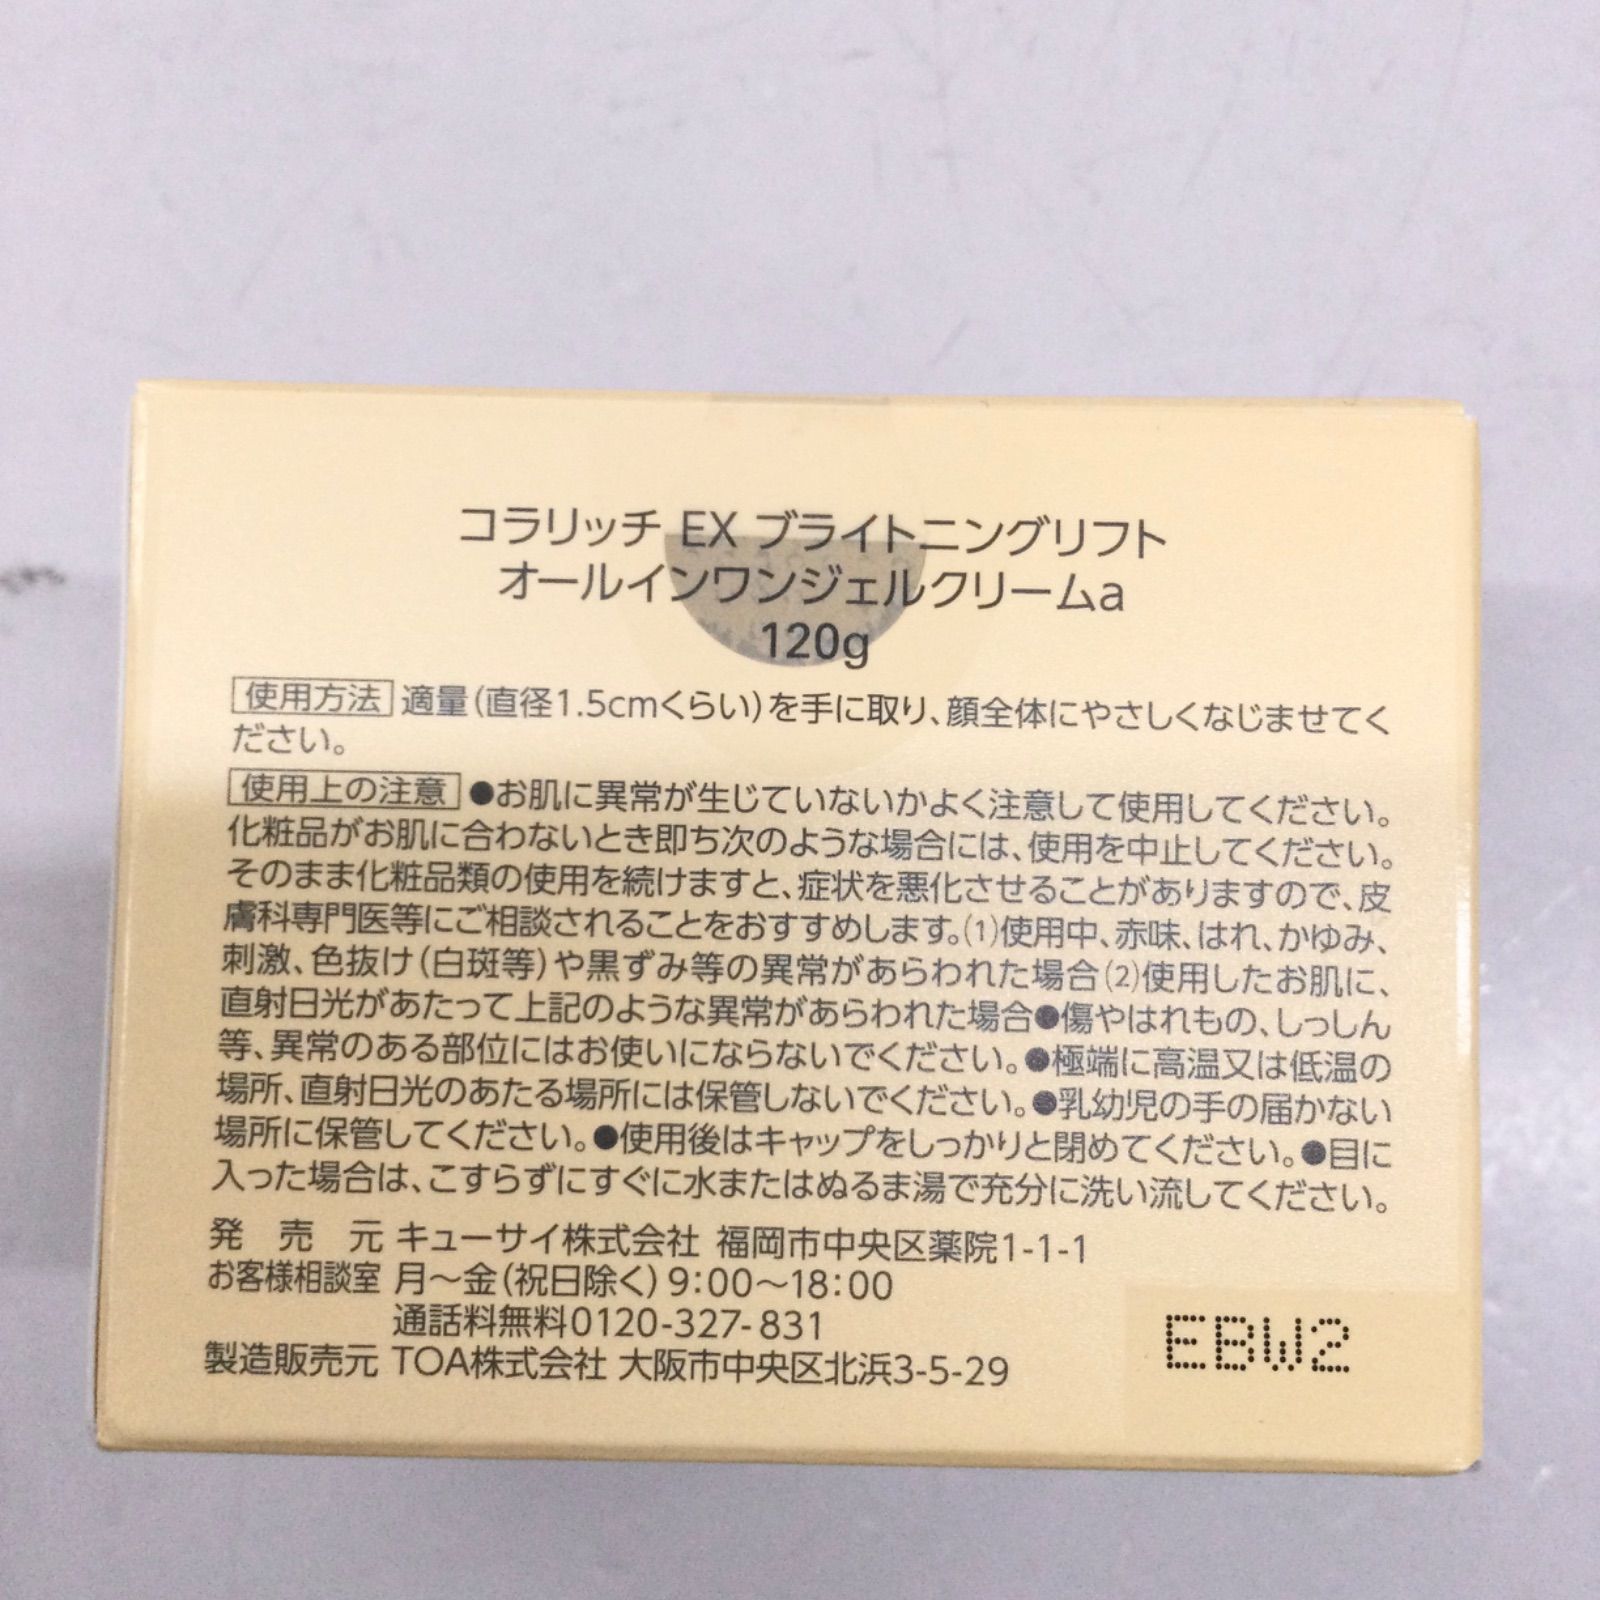 コラリッチ EX ブライトニングリフト
オールインワンジェルクリームa
120g
使用方法 適量(直径1.5cmくらい)を手に取り、顔全体にやさしくなじませてく
ださい。
使用上の注意 ●お肌に異常が生じていないかよく注意して使用してください。
化粧品がお肌に合わないとき即ち次のような場合には、使用を中止してください。
そのまま化粧品類の使用を続けますと、症状を悪化させることがありますので、皮
膚科専門医等にご相談されることをおすすめします。(1)使用中、赤味、はれ、かゆみ、
刺激、色抜け(白斑等)や黒ずみ等の異常があらわれた場合(2)使用したお肌に、
直射日光があたって上記のような異常があらわれた場合●傷やはれもの、しっしん
等、異常のある部位にはお使いにならないでください。●極端に高温又は低温の
場所、直射日光のあたる場所には保管しないでください。●乳幼児の手の届かない
場所に保管してください。●使用後はキャップをしっかりと閉めてください。●目に
入った場合は、こすらずにすぐに水またはぬるま湯で充分に洗い流してください。
発売元 キューサイ株式会社 福岡市中央区薬院1-1-1
お客様相談室 月～金(祝日除く)9:00～18:00
通話料無料0120-327-831
製造販売元 TOA株式会社 大阪市中央区北浜3-5-29
EBW2